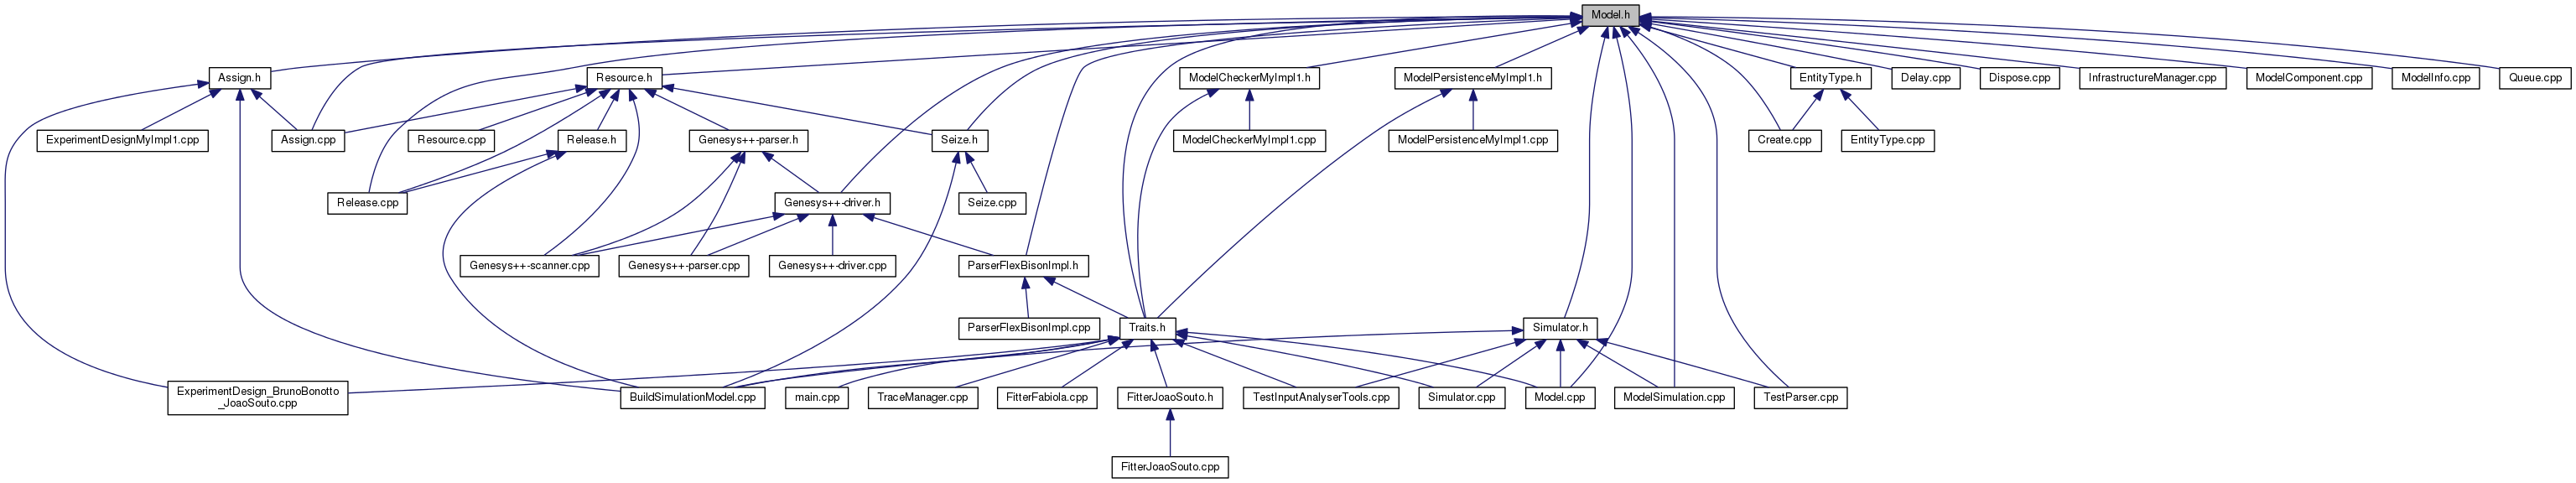 Model.h
Assign.h
Resource.h
ModelCheckerMyImpl1.h
ModelPersistenceMyImpl1.h
EntityType.h
Delay.cpp
Dispose.cpp
InfrastructureManager.cpp
ModelComponent.cpp
ModelInfo.cpp
Queue.cpp
ExperimentDesignMyImpl1.cpp
Assign.cpp
Resource.cpp
Release.h
Genesys++-parser.h
Seize.h
ModelCheckerMyImpl1.cpp
ModelPersistenceMyImpl1.cpp
Create.cpp
EntityType.cpp
Release.cpp
Genesys++-driver.h
Seize.cpp
Genesys++-scanner.cpp
Genesys++-parser.cpp
Genesys++-driver.cpp
ParserFlexBisonImpl.h
ParserFlexBisonImpl.cpp
Traits.h
Simulator.h
ExperimentDesign_BrunoBonotto
_JoaoSouto.cpp
BuildSimulationModel.cpp
main.cpp
TraceManager.cpp
FitterFabiola.cpp
FitterJoaoSouto.h
TestInputAnalyserTools.cpp
Simulator.cpp
Model.cpp
ModelSimulation.cpp
TestParser.cpp
FitterJoaoSouto.cpp